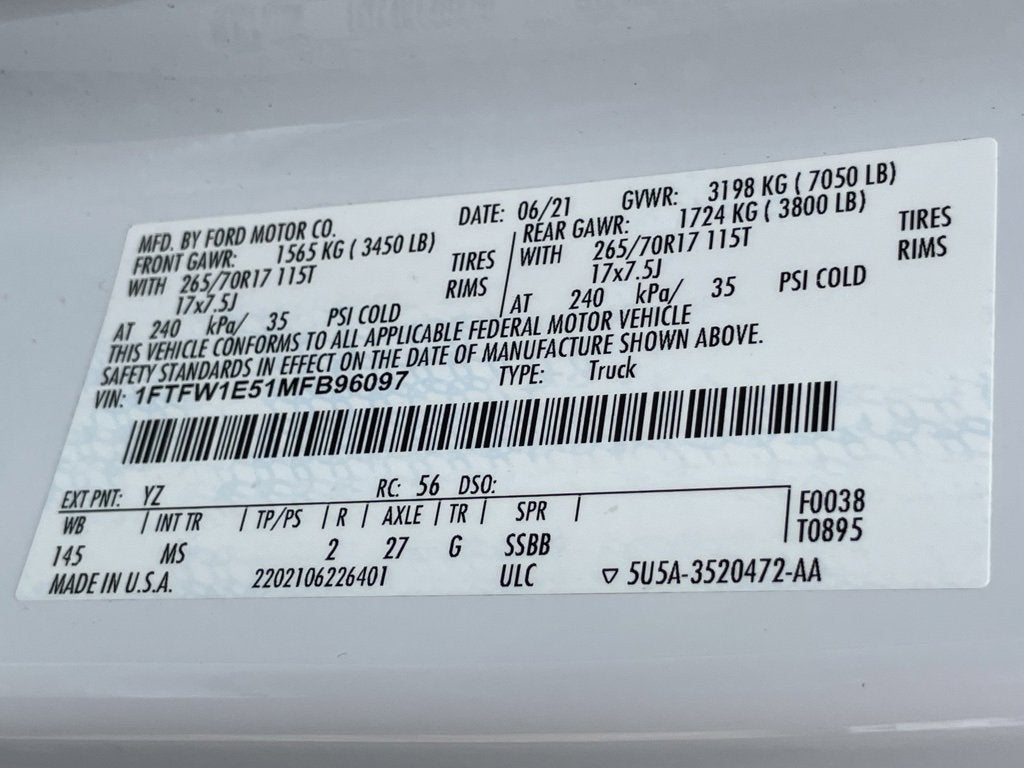 MFD. BY FORD MOTOR CO. DATE: 06/21 GVWR: 3198 KG ( 7050 LB)
FRONT GAWR: 1565 KG ( 3450 LB) REAR GAWR: 1724 KG ( 3800 LB)
WITH 265/70R17 115T TIRES WITH 265/70R17 115T TIRES
17x7.5J RIMS 17x7.5J RIMS
AT 240 kPa/ 35 PSI COLD AT 240 kPa/ 35 PSI COLD
THIS VEHICLE CONFORMS TO ALL APPLICABLE FEDERAL MOTOR VEHICLE
SAFETY STANDARDS IN EFFECT ON THE DATE OF MANUFACTURE SHOWN ABOVE.
VIN: 1FTFW1E51MFB96097 TYPE: Truck
EXT PNT: YZ RC: 56 DSO:
WB | INT TR | TP/PS | R | AXLE | TR | SPR | F0038
145 MS 2 27 G SSBB T0895
MADE IN U.S.A. 2202106226401 ULC ▽ 5U5A-3520472-AA